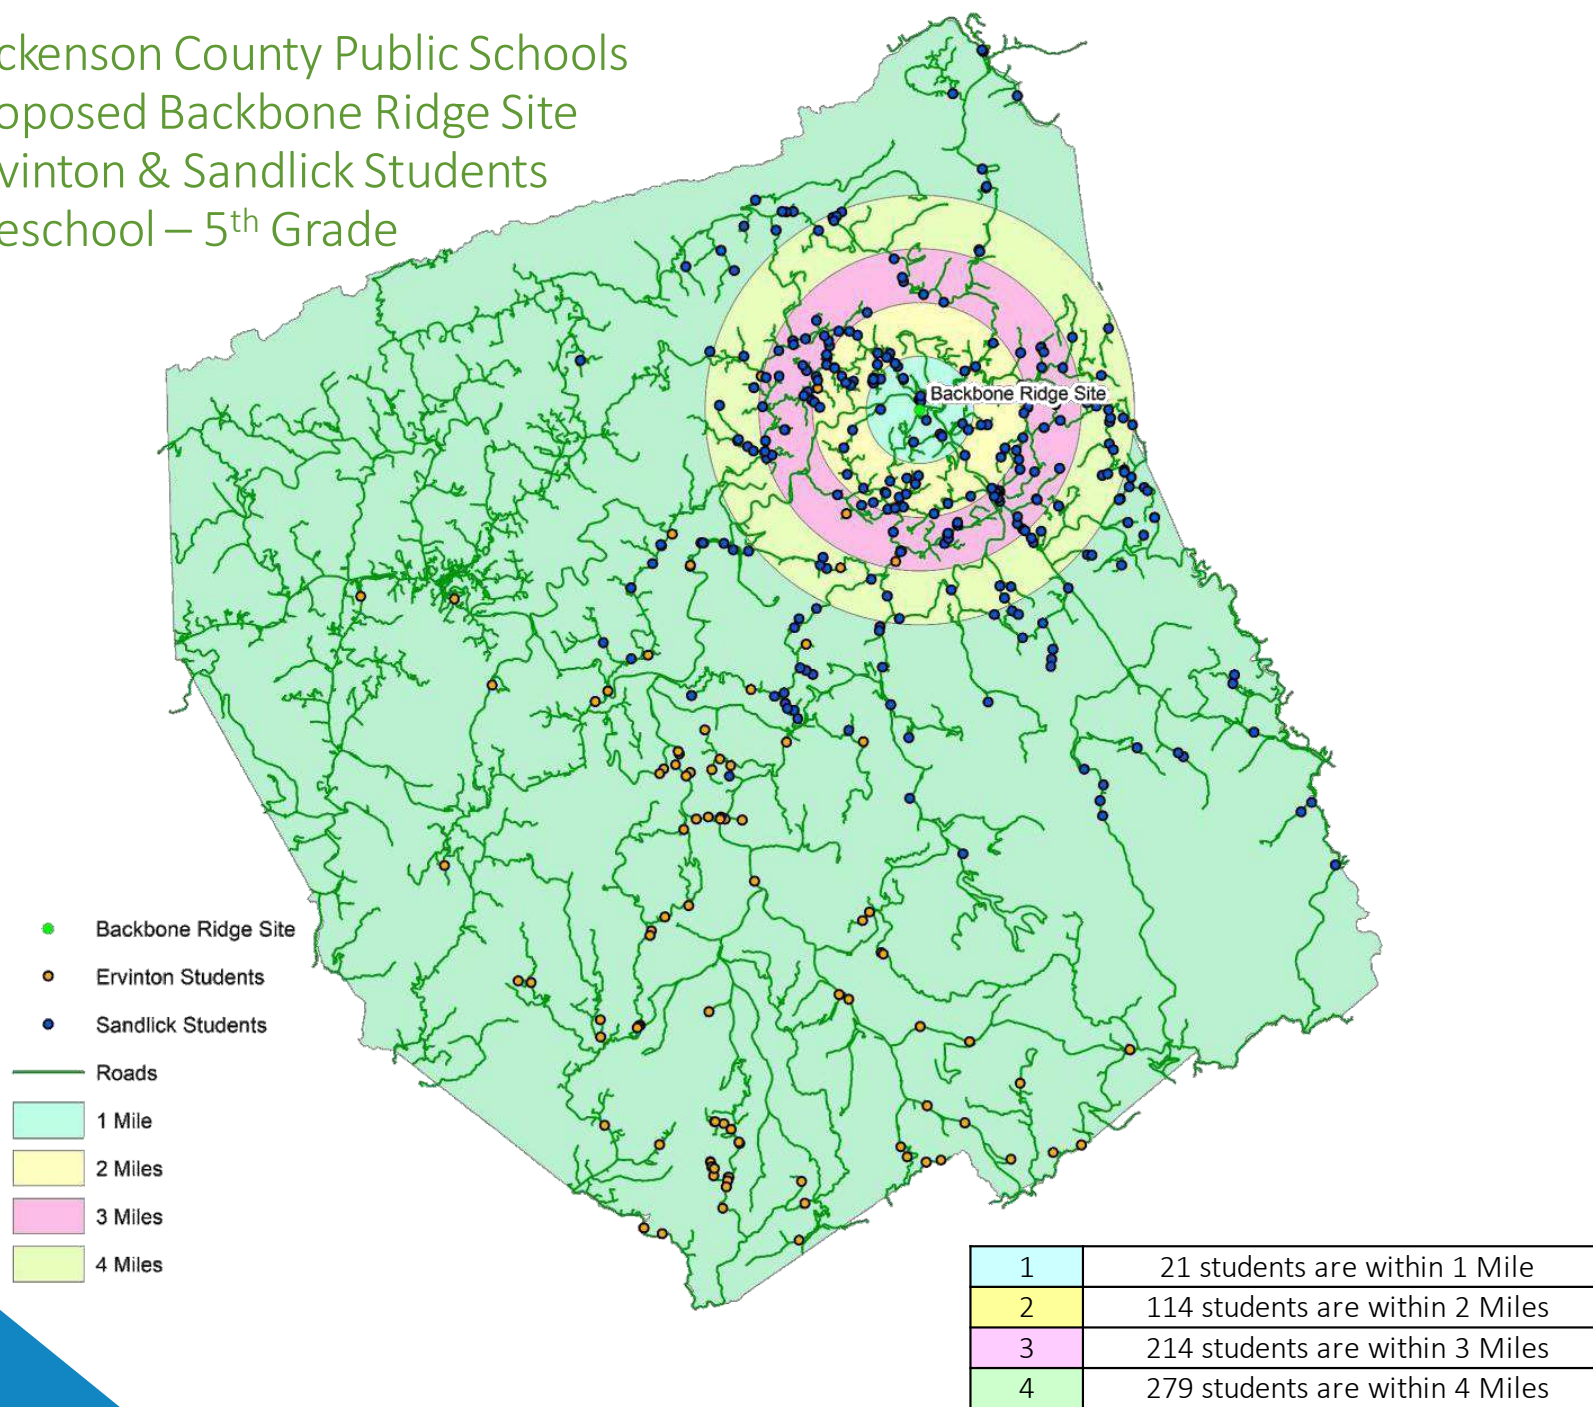 ckenson County Public Schools
oposed Backbone Ridge Site
vinton & Sandlick Students
eschool – 5th Grade
Backbone Ridge Site
Backbone Ridge Site
Ervinton Students
Sandlick Students
Roads
1 Mile
2 Miles
3 Miles
4 Miles
1 21 students are within 1 Mile
2 114 students are within 2 Miles
3 214 students are within 3 Miles
4 279 students are within 4 Miles